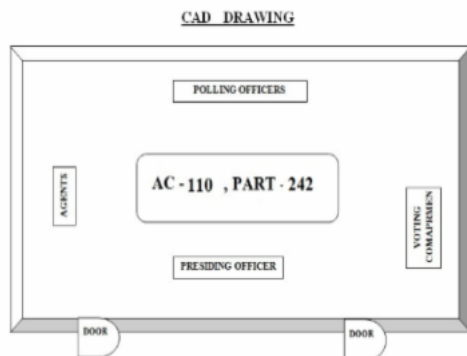 CAD DRAWING
POLLING OFFICERS
AGENTS
AC - 110 , PART - 242
VOTING
COMAPRMEN
PRESIDING OFFICER
DOOR
DOOR